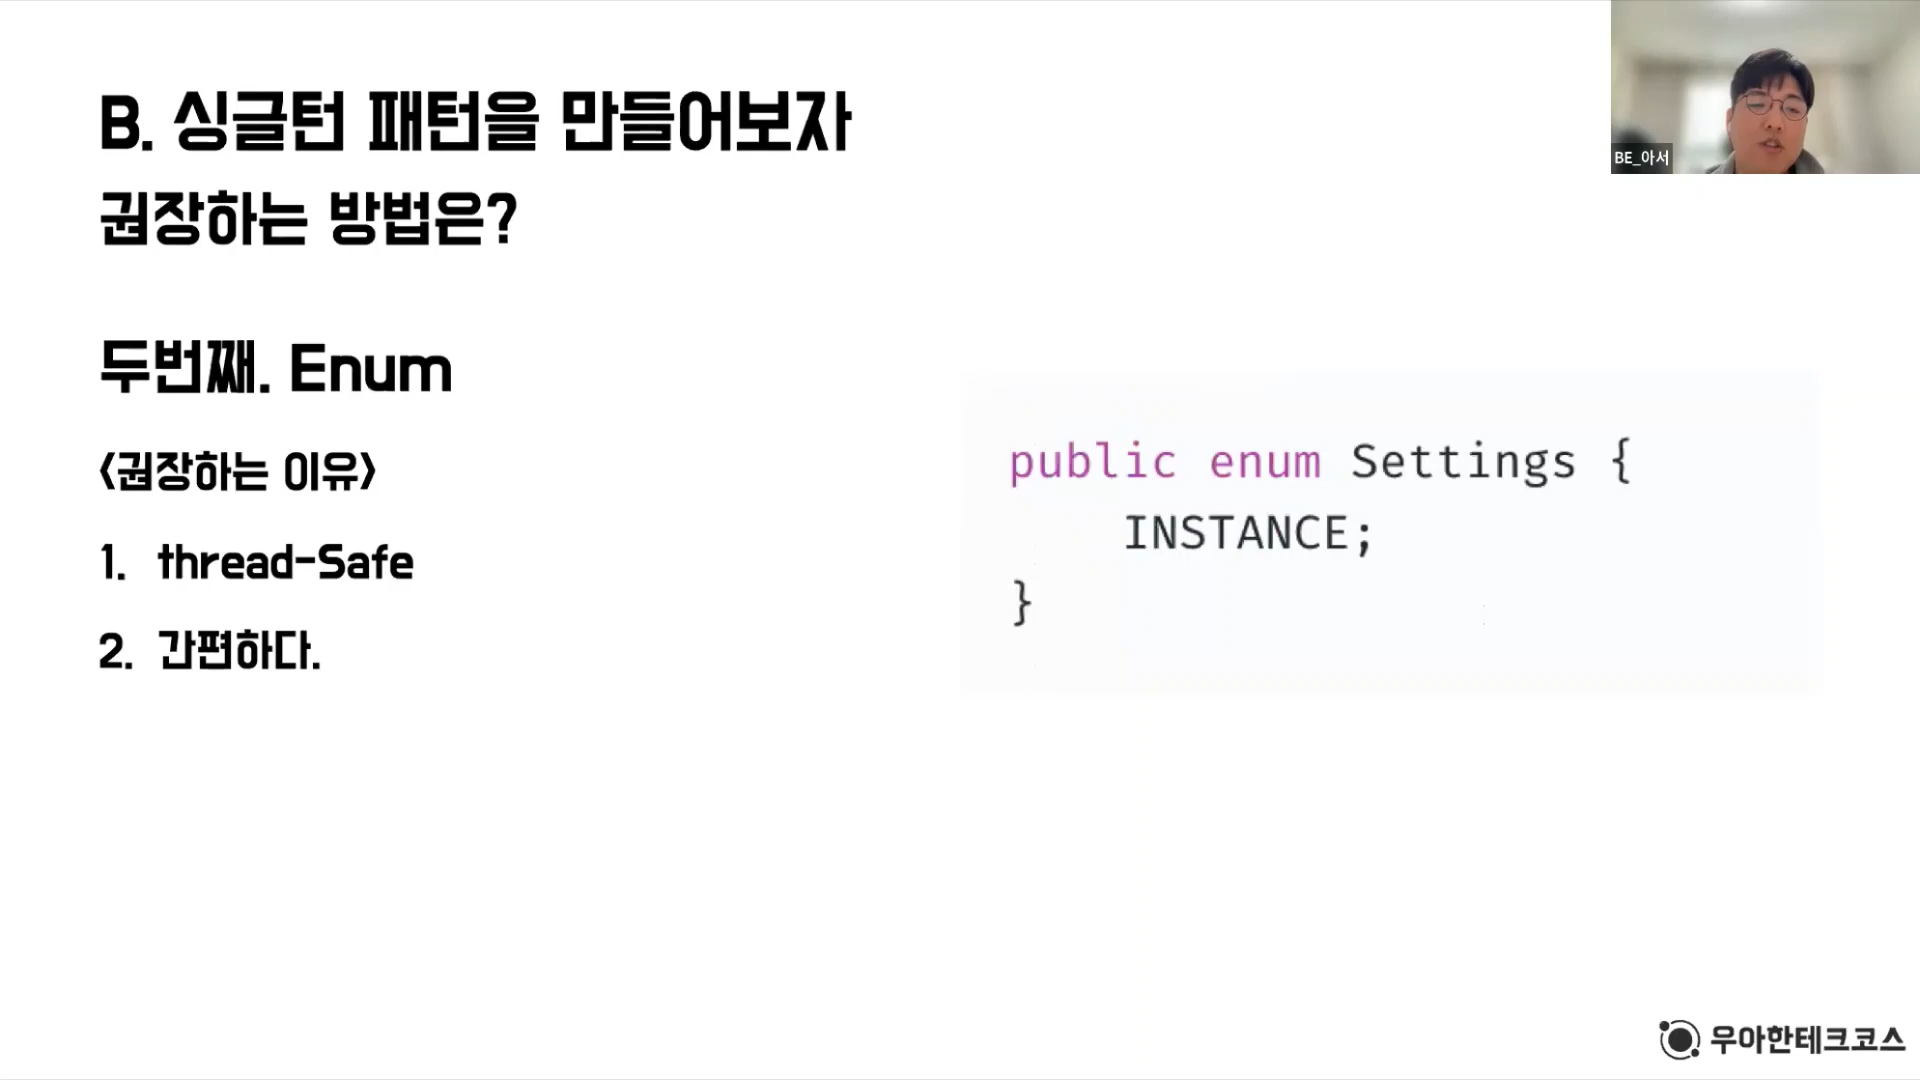 B. 싱글턴 패턴을 만들어보자
권장하는 방법은?
두번째. Enum
<권장하는 이유>
1. thread-Safe
2. 간편하다.
public enum Settings {
    INSTANCE;
}
BE_아서
우아한테크코스